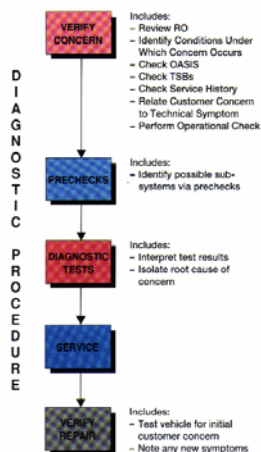 DIAGNOSTIC PROCEDURE
VERIFY
CONCERN
Includes:
– Review RO
– Identify Conditions Under
Which Concern Occurs
– Check OASIS
– Check TSBs
– Check Service History
– Relate Customer Concern
to Technical Symptom
– Perform Operational Check
PRECHECKS
Includes:
– Identify possible sub-
systems via prechecks
DIAGNOSTIC
TESTS
Includes:
– Interpret test results
– Isolate root cause of
concern
SERVICE
VERIFY
REPAIR
Includes:
– Test vehicle for initial
customer concern
– Note any new symptoms